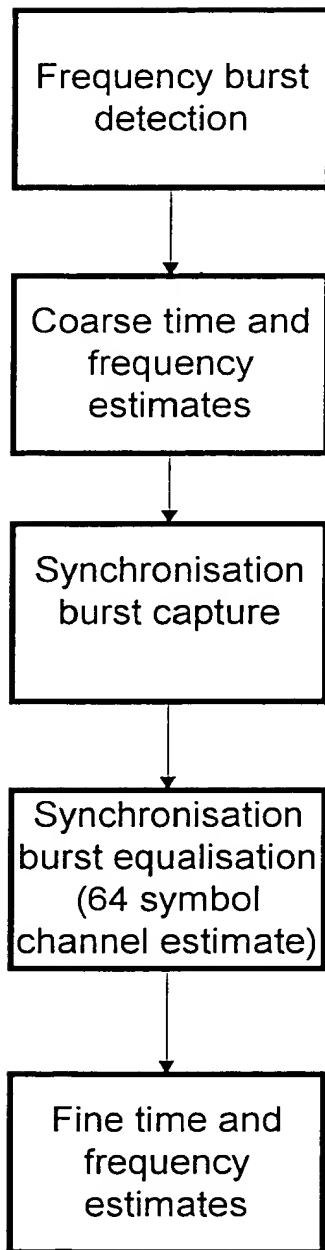 Frequency burst
detection
Coarse time and
frequency
estimates
Synchronisation
burst capture
Synchronisation
burst equalisation
(64 symbol
channel estimate)
Fine time and
frequency
estimates